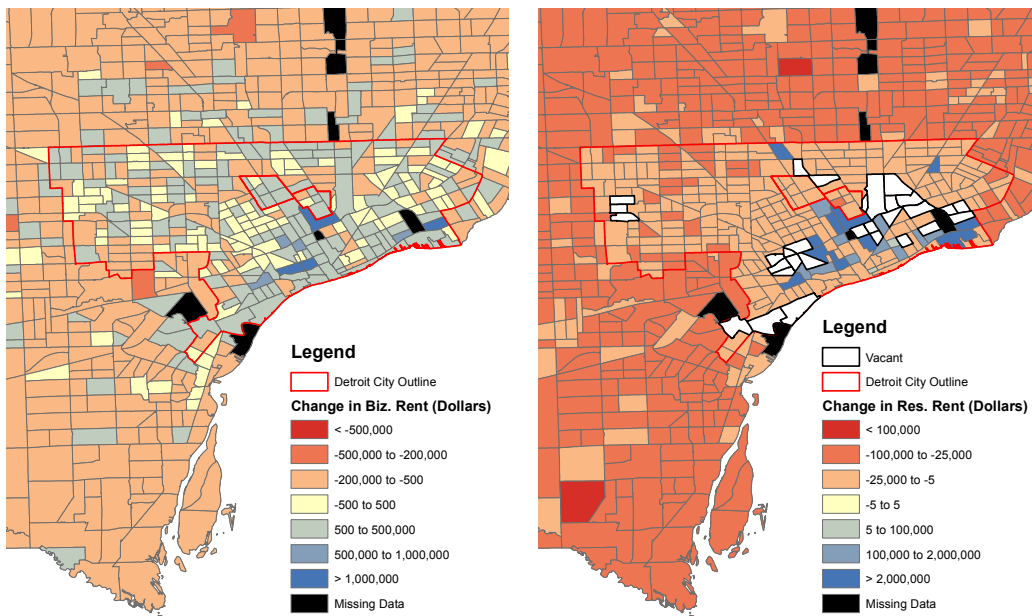 Legend
Detroit City Outline
Change in Biz. Rent (Dollars)
< -500,000
-500,000 to -200,000
-200,000 to -500
-500 to 500
500 to 500,000
500,000 to 1,000,000
> 1,000,000
Missing Data
Legend
Vacant
Detroit City Outline
Change in Res. Rent (Dollars)
< 100,000
-100,000 to -25,000
-25,000 to -5
-5 to 5
5 to 100,000
100,000 to 2,000,000
> 2,000,000
Missing Data